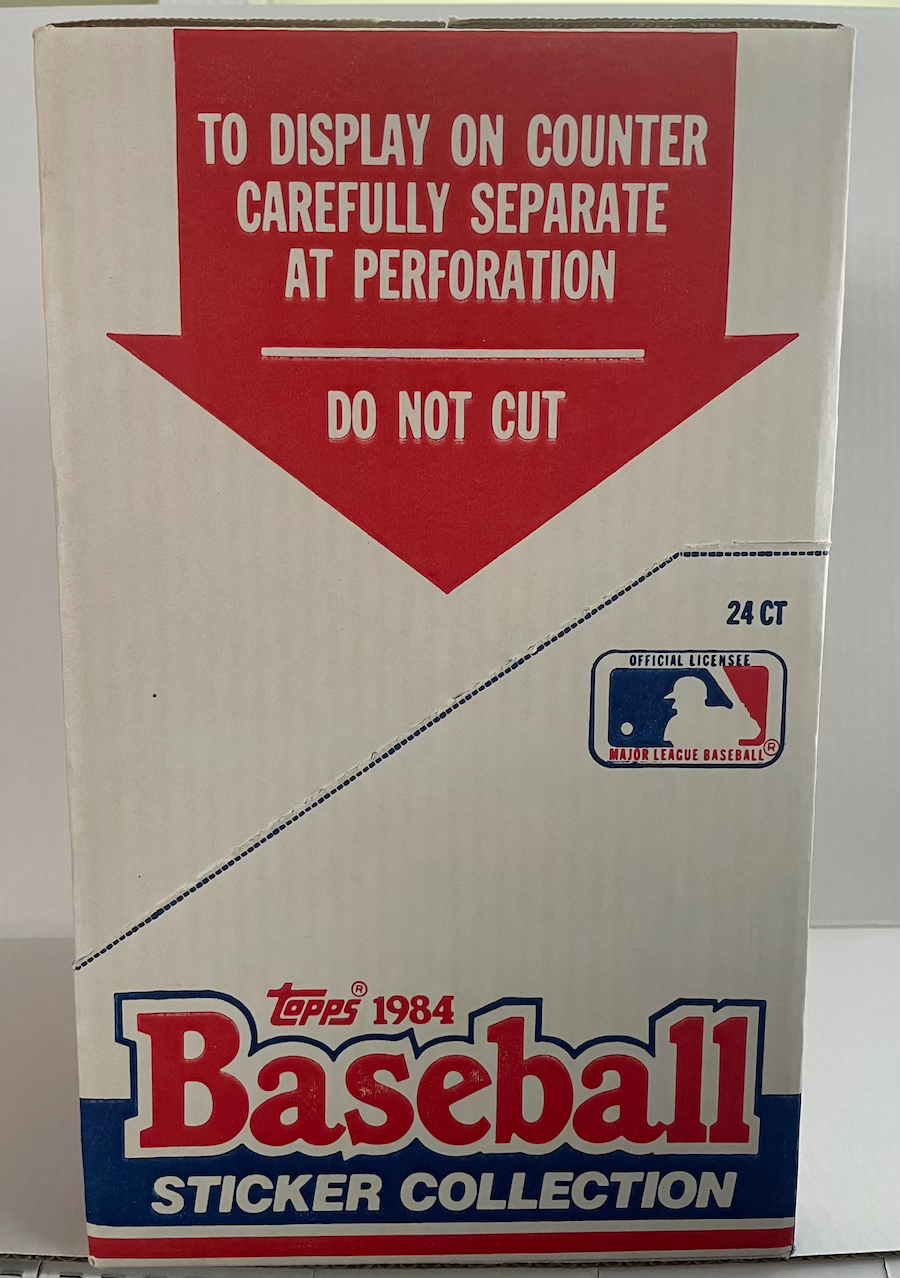 TO DISPLAY ON COUNTER
CAREFULLY SEPARATE
AT PERFORATION
DO NOT CUT
24 CT
OFFICIAL LICENSEE
MAJOR LEAGUE BASEBALL®
topps® 1984
Baseball
STICKER COLLECTION